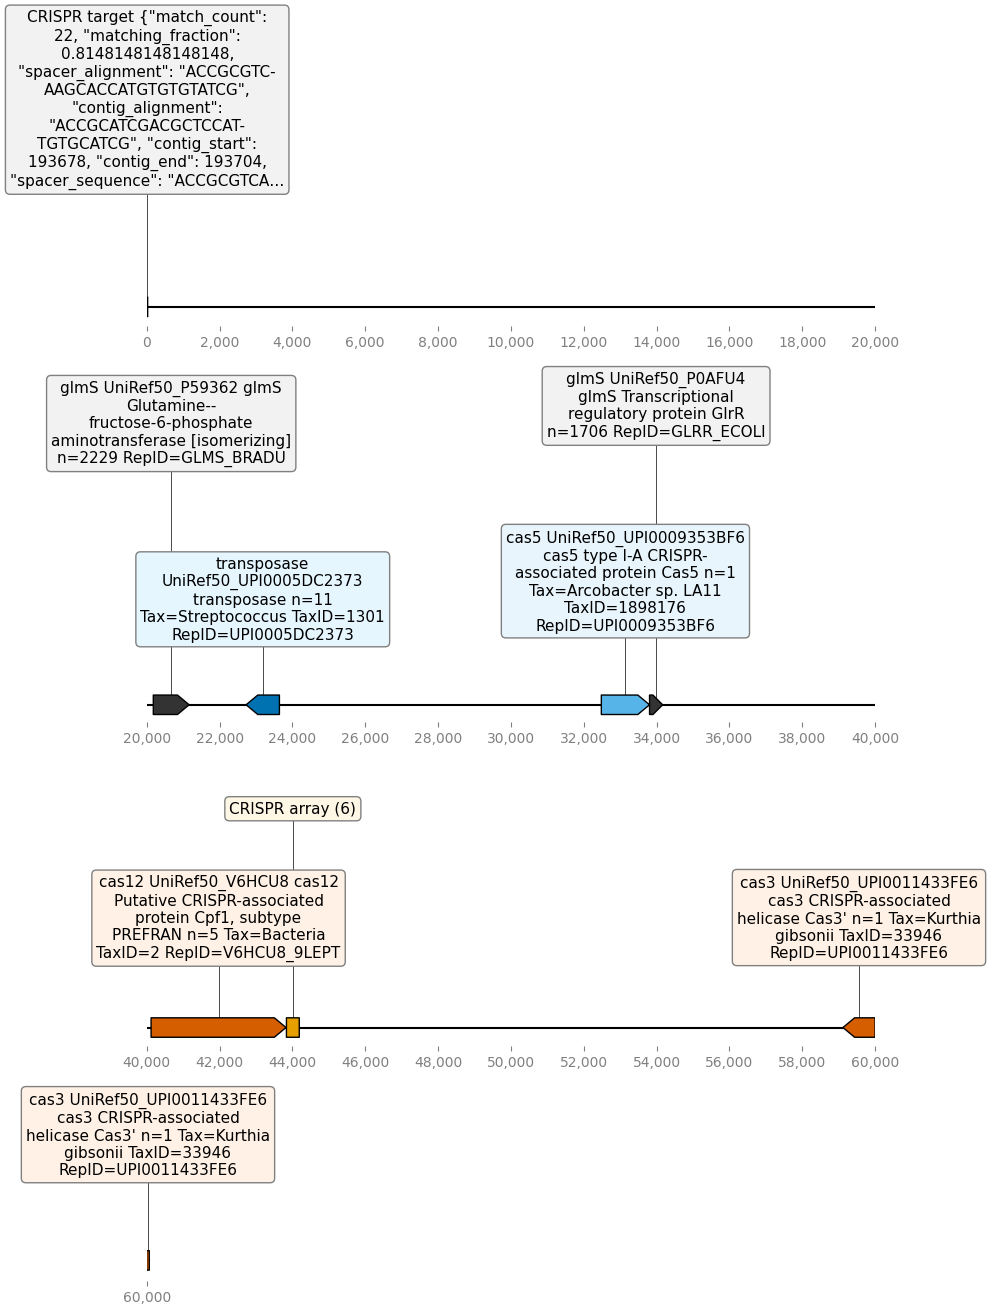 CRISPR target {"match_count":
22, "matching_fraction":
0.8148148148148148,
"spacer_alignment": "ACCGCGTC-
AAGCACCATGTGTGTATCG",
"contig_alignment":
"ACCGCATCGACGCTCCAT-
TGTGCATCG", "contig_start":
193678, "contig_end": 193704,
"spacer_sequence": "ACCGCGTCA...
0 2,000 4,000 6,000 8,000 10,000 12,000 14,000 16,000 18,000 20,000
glmS UniRef50_P59362 glmS
Glutamine--
fructose-6-phosphate
aminotransferase [isomerizing]
n=2229 RepID=GLMS_BRADU
glmS UniRef50_P0AFU4
glmS Transcriptional
regulatory protein GlrR
n=1706 RepID=GLRR_ECOLI
transposase
UniRef50_UPI0005DC2373
transposase n=11
Tax=Streptococcus TaxID=1301
RepID=UPI0005DC2373
cas5 UniRef50_UPI0009353BF6
cas5 type I-A CRISPR-
associated protein Cas5 n=1
Tax=Arcobacter sp. LA11
TaxID=1898176
RepID=UPI0009353BF6
20,000 22,000 24,000 26,000 28,000 30,000 32,000 34,000 36,000 38,000 40,000
CRISPR array (6)
cas12 UniRef50_V6HCU8 cas12
Putative CRISPR-associated
protein Cpf1, subtype
PREFRAN n=5 Tax=Bacteria
TaxID=2 RepID=V6HCU8_9LEPT
cas3 UniRef50_UPI0011433FE6
cas3 CRISPR-associated
helicase Cas3' n=1 Tax=Kurthia
gibsonii TaxID=33946
RepID=UPI0011433FE6
40,000 42,000 44,000 46,000 48,000 50,000 52,000 54,000 56,000 58,000 60,000
cas3 UniRef50_UPI0011433FE6
cas3 CRISPR-associated
helicase Cas3' n=1 Tax=Kurthia
gibsonii TaxID=33946
RepID=UPI0011433FE6
60,000